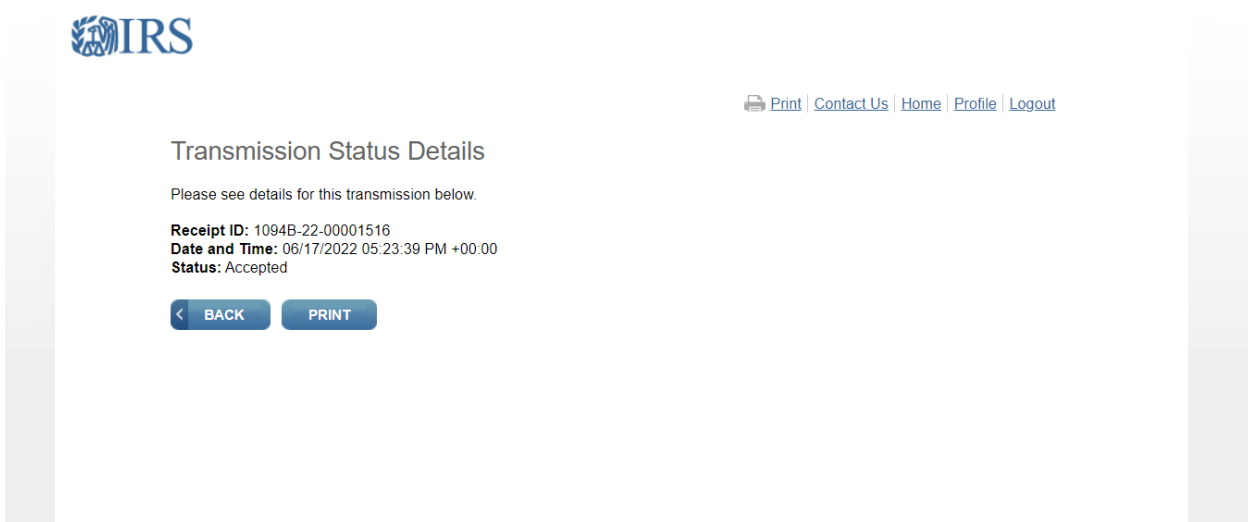 IRS
Print Contact Us Home Profile Logout
Transmission Status Details
Please see details for this transmission below.
Receipt ID: 1094B-22-00001516
Date and Time: 06/17/2022 05:23:39 PM +00:00
Status: Accepted
BACK PRINT